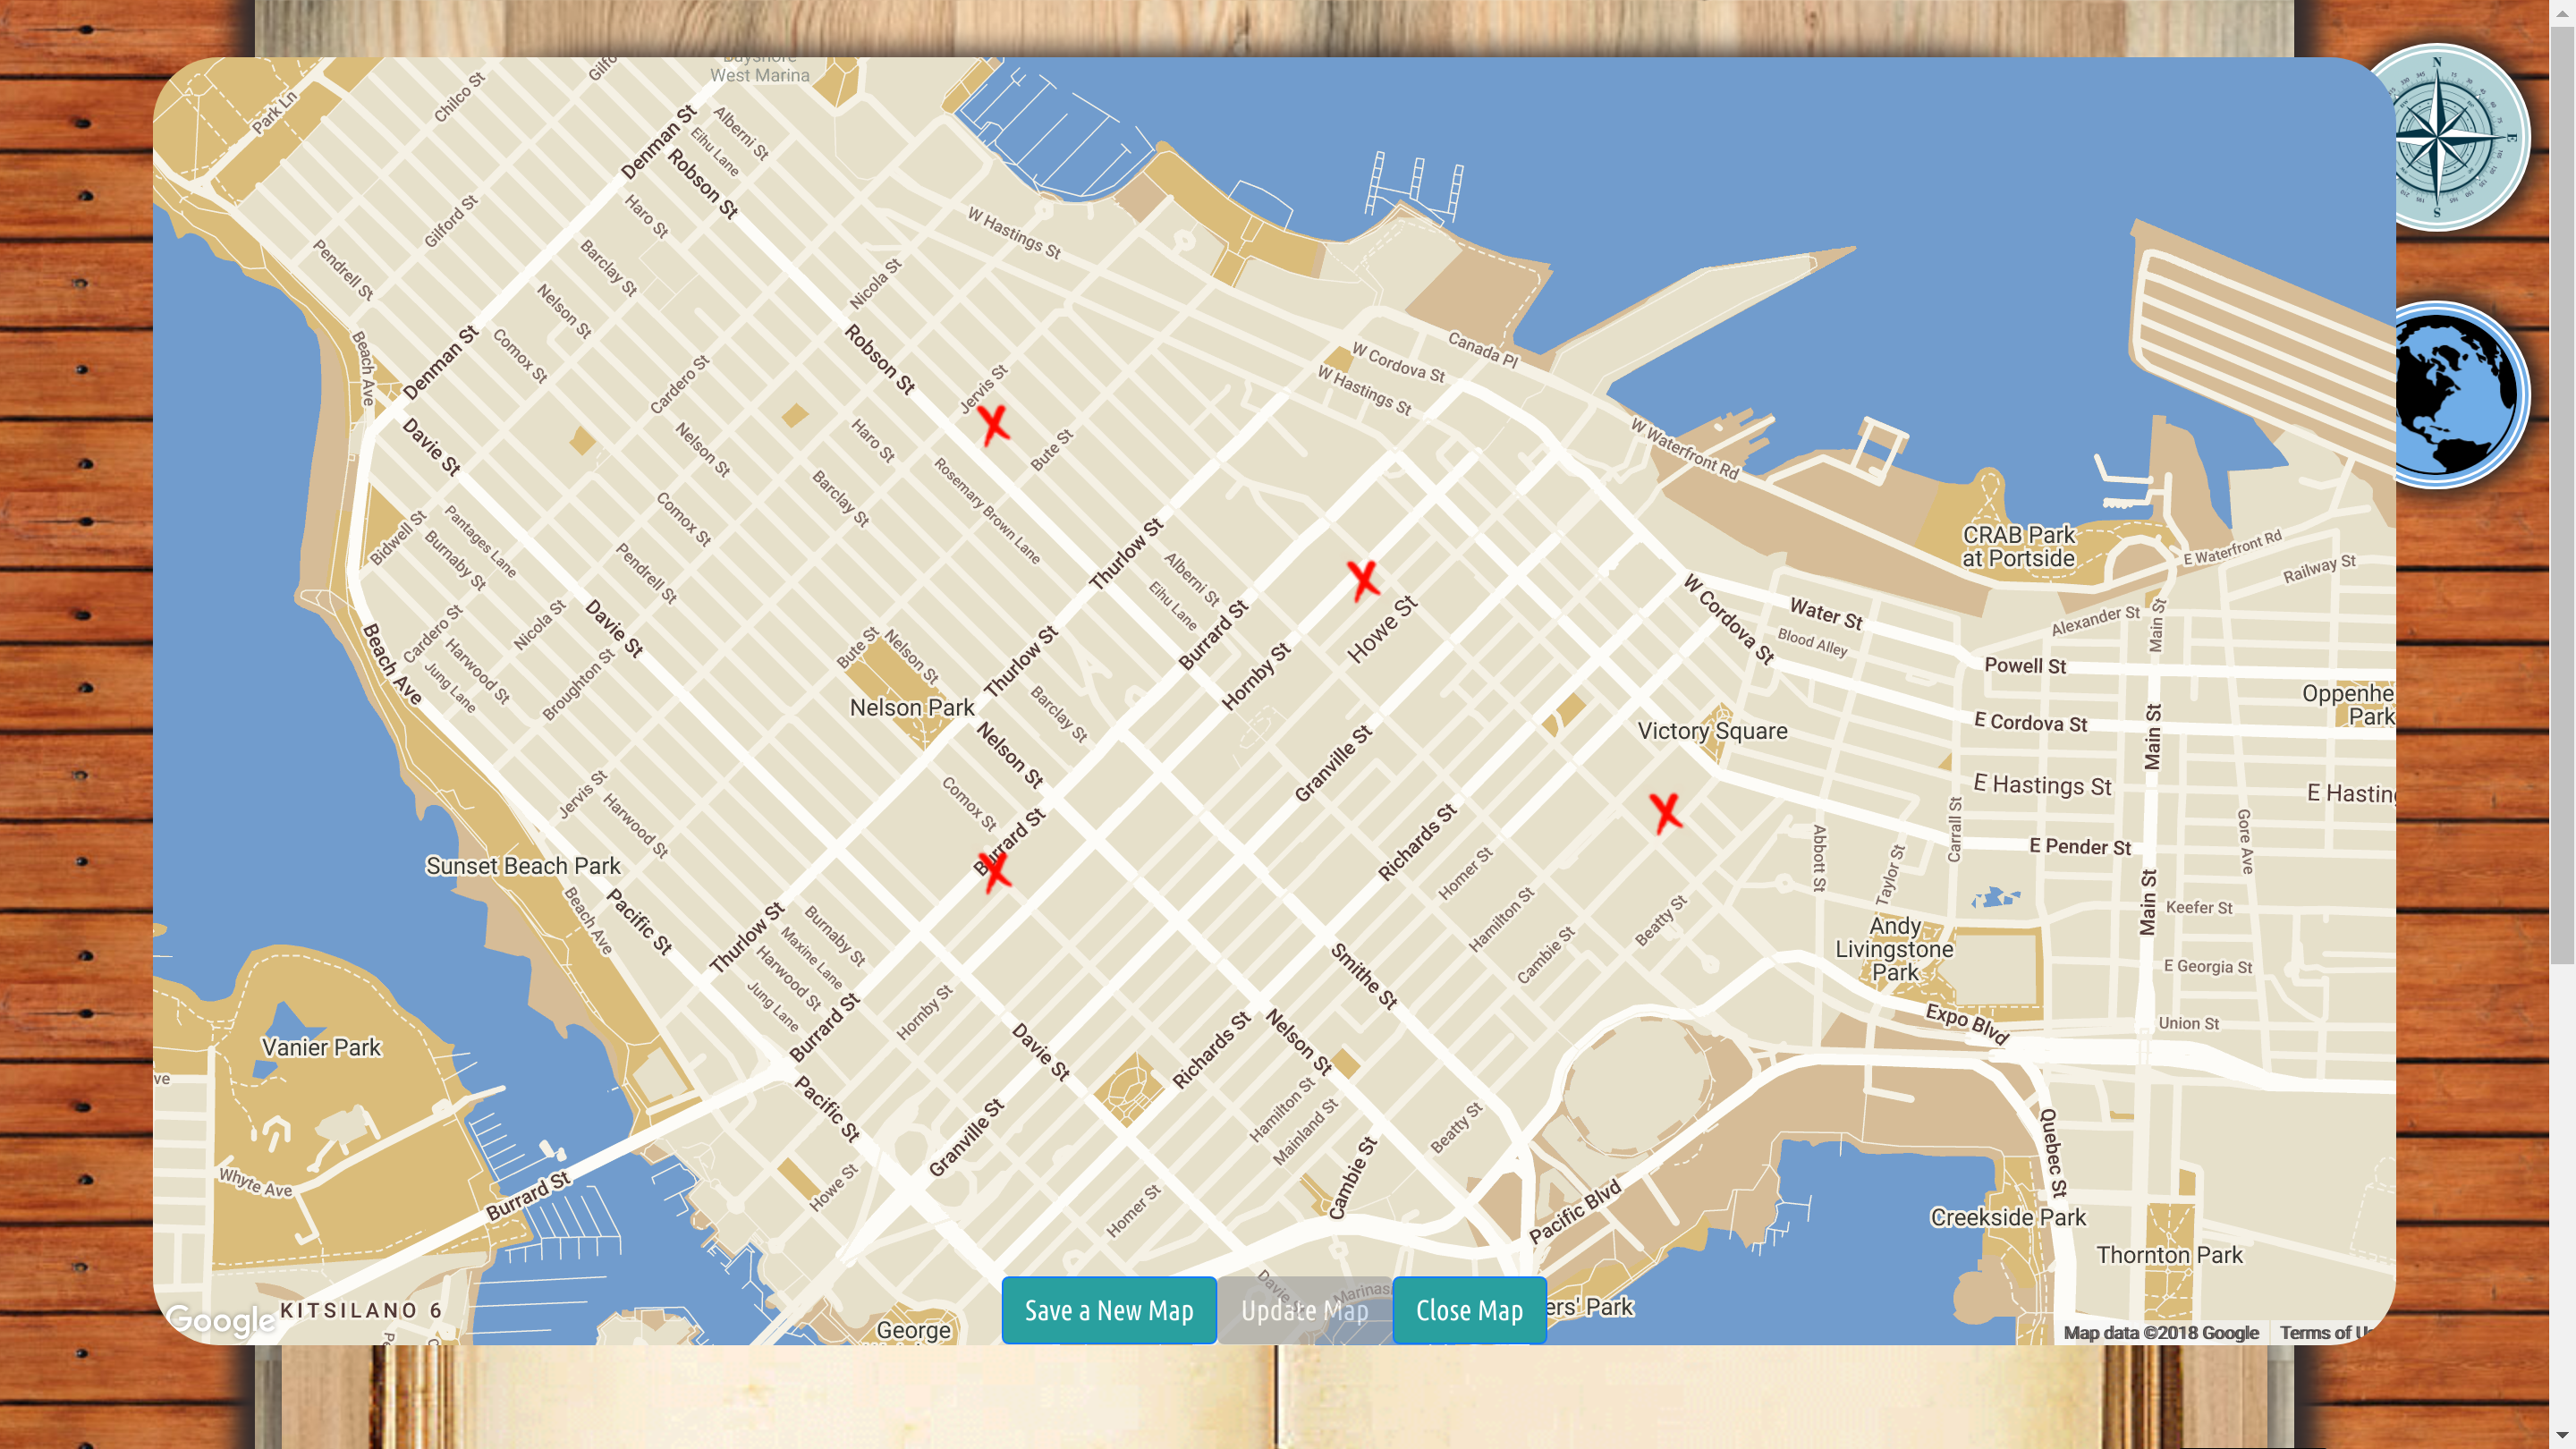 West Marina
Park Ln
Chilco St
Denman St
Alberni St
Eihu Lane
Robson St
Gilford St
Haro St
W Hastings St
Pendrell St
Barclay St
Nicola St
Nelson St
Beach Ave
Denman St
Comox St
Robson St
Canada Pl
W Cordova St
W Hastings St
Cardero St
Jervis St
Davie St
Nelson St
Haro St
Bute St
W Waterfront Rd
Rosemary Brown Lane
Barclay St
Bidwell St
Pantages Lane
Burnaby St
Comox St
Pendrell St
Thurlow St
Alberni St
Eihu Lane
CRAB Park
at Portside
E Waterfront Rd
Railway St
Davie St
Cardero St
Nicola St
Harwood St
Jung Lane
Beach Ave
Broughton St
Bute St
Nelson St
Nelson Park
Thurlow St
Barclay St
Burrard St
Hornby St
Howe St
W Cordova St
Water St
Blood Alley
Alexander St
Main St
Powell St
Victory Square
E Cordova St
Main St
Nelson St
Granville St
E Hastings St
Jervis St
Harwood St
Comox St
Burrard St
Richards St
Homer St
Abbott St
Carrall St
E Pender St
Gore Ave
Sunset Beach Park
Beach Ave
Pacific St
Thurlow St
Burnaby St
Maxine Lane
Harwood St
Jung Lane
Burrard St
Hornby St
Smithe St
Hamilton St
Cambie St
Beatty St
Taylor St
Andy
Livingstone
Park
Main St
Keefer St
E Georgia St
Expo Blvd
Union St
Vanier Park
Pacific St
Davie St
Richards St
Nelson St
Hamilton St
Mainland St
Cambie St
Beatty St
Granville St
Howe St
Homer St
Whyte Ave
Burrard St
Pacific Blvd
Quebec St
Creekside Park
Thornton Park
Google
KITSILANO 6
George
Save a New Map
Update Map
Close Map
Map data ©2018 Google
Terms of
N
E
S